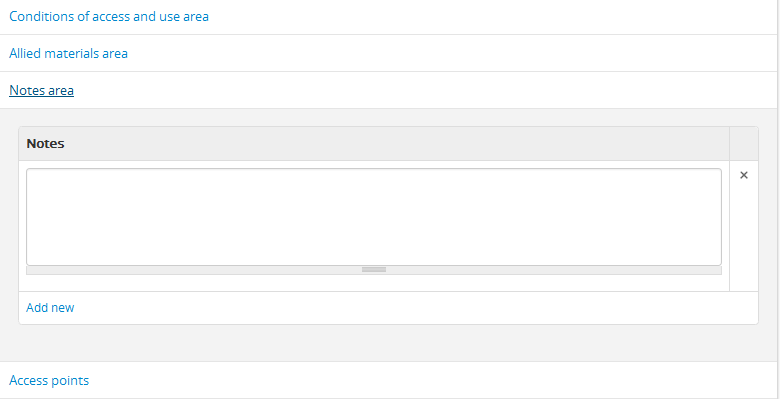 Conditions of access and use area
Allied materials area
Notes area
Notes
Add new
Access points